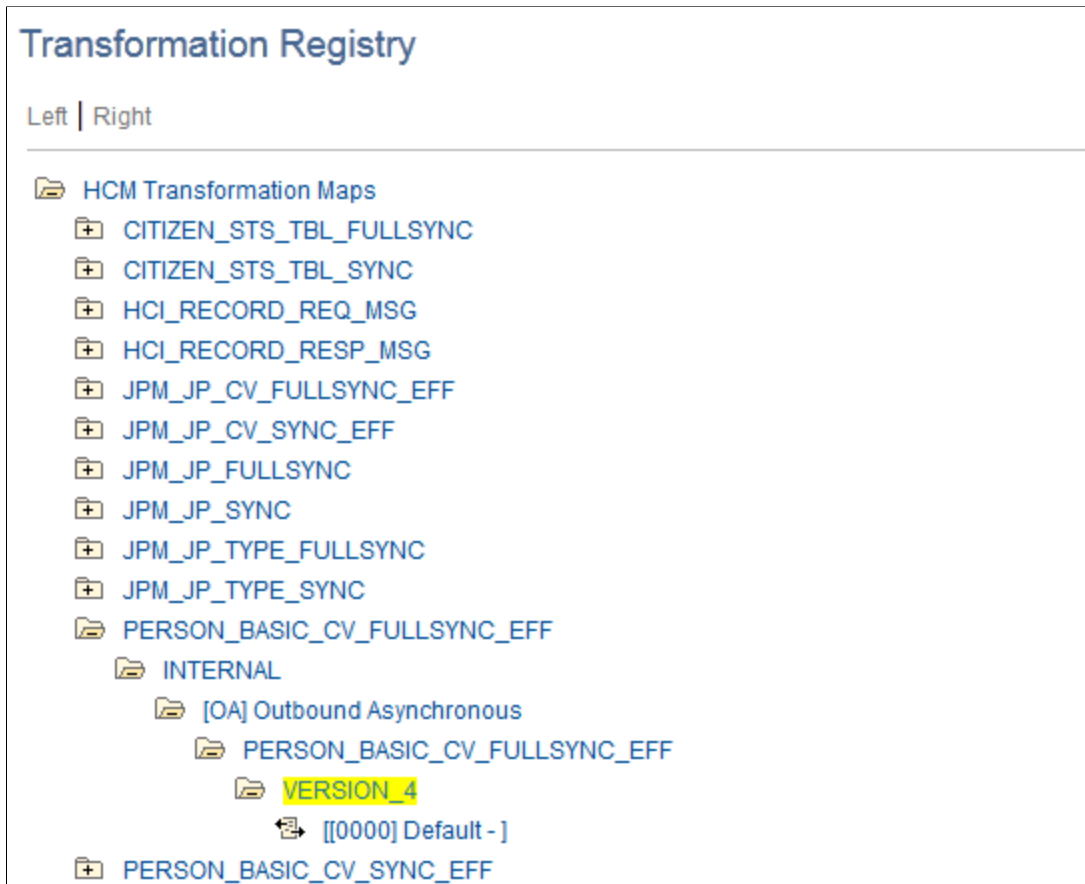 Transformation Registry
Left | Right
HCM Transformation Maps
CITIZEN_STS_TBL_FULLSYNC
CITIZEN_STS_TBL_SYNC
HCI_RECORD_REQ_MSG
HCI_RECORD_RESP_MSG
JPM_JP_CV_FULLSYNC_EFF
JPM_JP_CV_SYNC_EFF
JPM_JP_FULLSYNC
JPM_JP_SYNC
JPM_JP_TYPE_FULLSYNC
JPM_JP_TYPE_SYNC
PERSON_BASIC_CV_FULLSYNC_EFF
INTERNAL
[OA] Outbound Asynchronous
PERSON_BASIC_CV_FULLSYNC_EFF
VERSION_4
[[0000] Default - ]
PERSON_BASIC_CV_SYNC_EFF